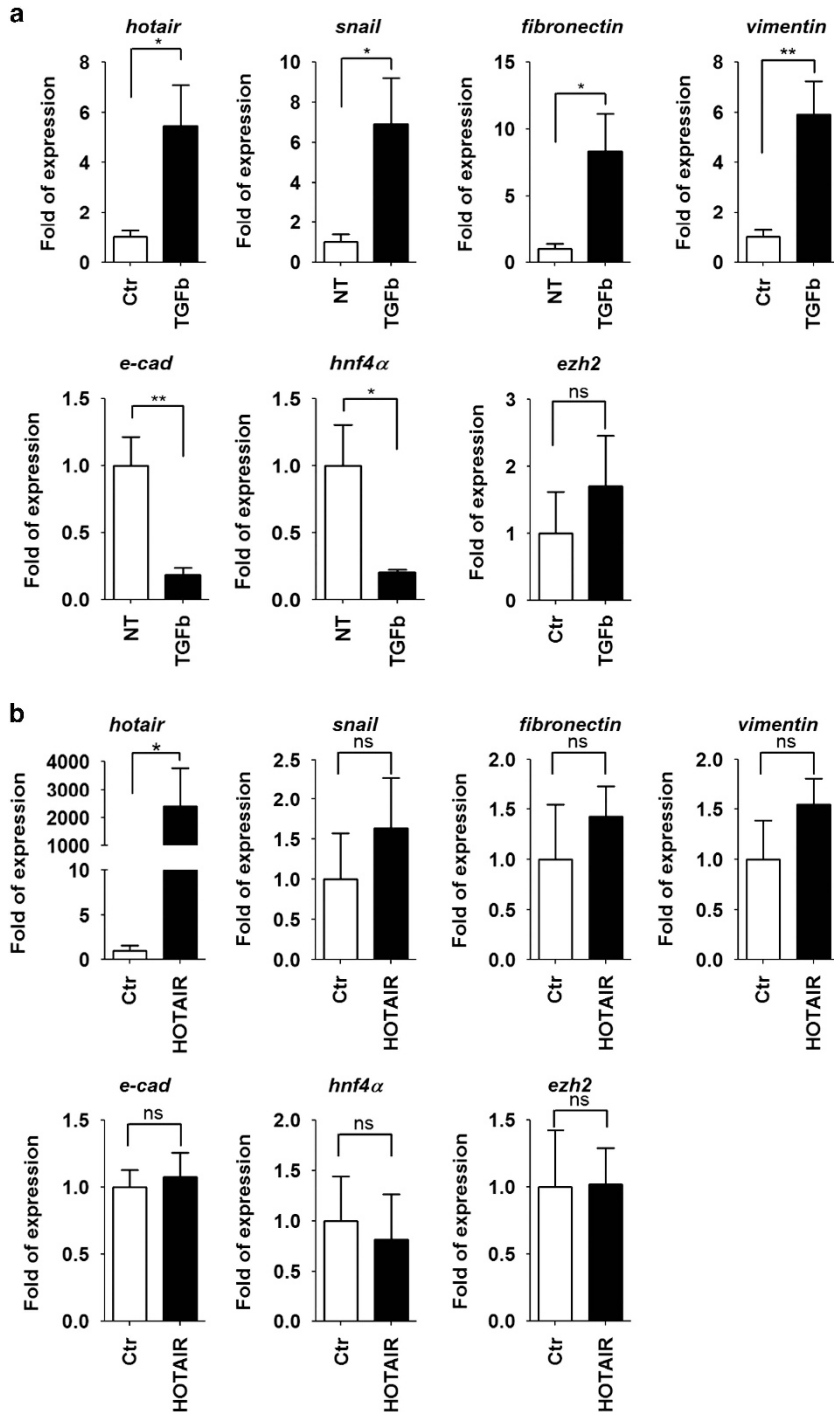 a
hotair
*
Fold of expression
8
6
4
2
0
Ctr
TGFb
snail
*
Fold of expression
10
8
6
4
2
0
NT
TGFb
fibronectin
*
Fold of expression
15
10
5
0
NT
TGFb
vimentin
**
Fold of expression
8
6
4
2
0
Ctr
TGFb
e-cad
**
Fold of expression
1.5
1.0
0.5
0.0
NT
TGFb
hnf4α
*
Fold of expression
1.5
1.0
0.5
0.0
NT
TGFb
ezh2
ns
Fold of expression
3
2
1
0
Ctr
TGFb
b
hotair
*
Fold of expression
4000
3000
2000
1000
10
5
0
Ctr
HOTAIR
snail
ns
Fold of expression
2.5
2.0
1.5
1.0
0.5
0.0
Ctr
HOTAIR
fibronectin
ns
Fold of expression
2.0
1.5
1.0
0.5
0.0
Ctr
HOTAIR
vimentin
ns
Fold of expression
2.0
1.5
1.0
0.5
0.0
Ctr
HOTAIR
e-cad
ns
Fold of expression
1.5
1.0
0.5
0.0
Ctr
HOTAIR
hnf4α
ns
Fold of expression
2.0
1.5
1.0
0.5
0.0
Ctr
HOTAIR
ezh2
ns
Fold of expression
1.5
1.0
0.5
0.0
Ctr
HOTAIR